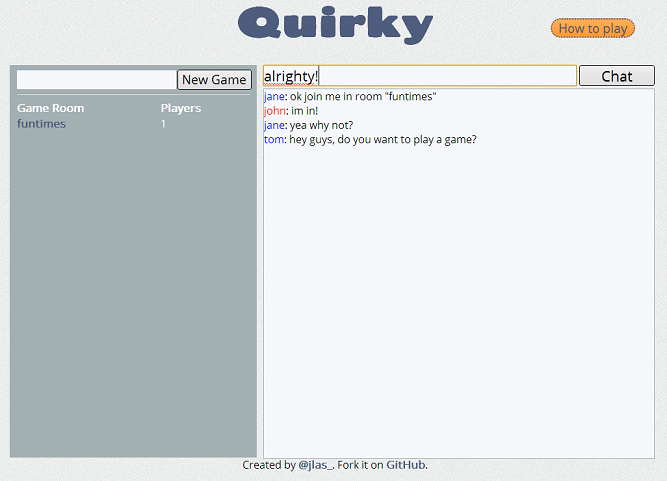 Quirky
How to play
New Game
Game Room Players
funtimes 1
alrighty!
Chat
jane: ok join me in room "funtimes"
john: im in!
jane: yea why not?
tom: hey guys, do you want to play a game?
Created by @jlas_. Fork it on GitHub.